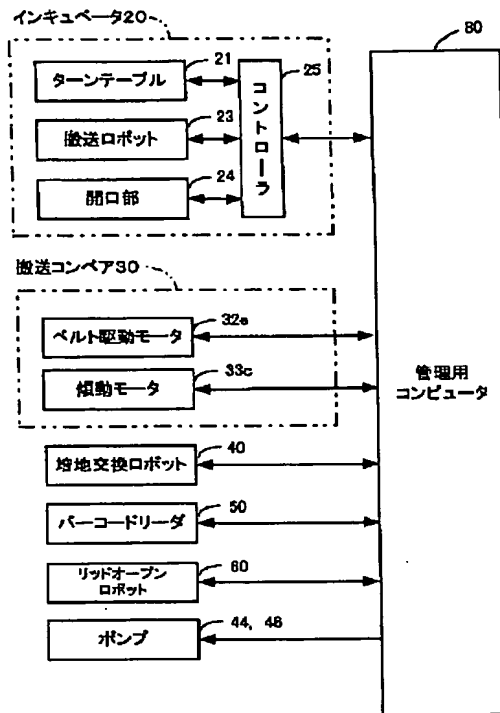 インキュベータ20
80
ターンテーブル
21
25
搬送ロボット
23
コントローラ
開口部
24
搬送コンベア30
ベルト駆動モータ
32a
傾動モータ
33c
管理用
コンピュータ
培地交換ロボット
40
バーコードリーダ
50
リッドオープン
ロボット
60
ポンプ
44, 46